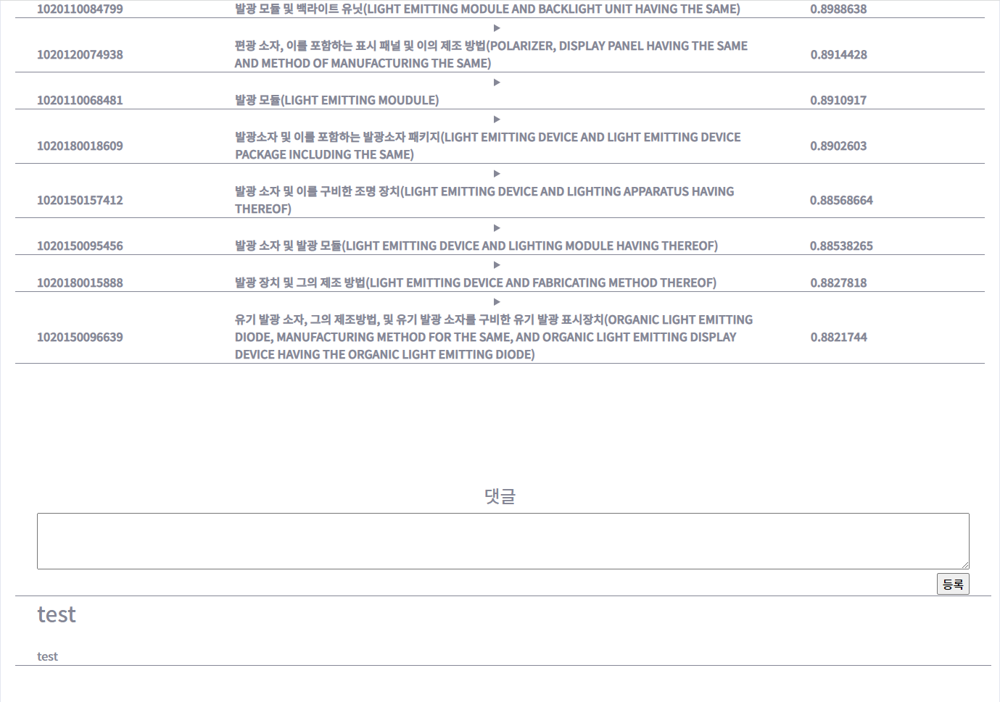 1020110084799 발광 모듈 및 백라이트 유닛(LIGHT EMITTING MODULE AND BACKLIGHT UNIT HAVING THE SAME) 0.8988638
편광 소자, 이를 포함하는 표시 패널 및 이의 제조 방법(POLARIZER, DISPLAY PANEL HAVING THE SAME
1020120074938 0.8914428
AND METHOD OF MANUFACTURING THE SAME)
1020110068481 발광 모듈(LIGHT EMITTING MOUDULE) 0.8910917
발광소자 및 이를 포함하는 발광소자 패키지(LIGHT EMITTING DEVICE AND LIGHT EMITTING DEVICE
1020180018609 0.8902603
PACKAGE INCLUDING THE SAME)
발광 소자 및 이를 구비한 조명 장치(LIGHT EMITTING DEVICE AND LIGHTING APPARATUS HAVING
1020150157412 0.88568664
THEREOF)
1020150095456 발광 소자 및 발광 모듈(LIGHT EMITTING DEVICE AND LIGHTING MODULE HAVING THEREOF) 0.88538265
1020180015888 발광 장치 및 그의 제조 방법(LIGHT EMITTING DEVICE AND FABRICATING METHOD THEREOF) 0.8827818
유기 발광 소자, 그의 제조방법, 및 유기 발광 소자를 구비한 유기 발광 표시장치(ORGANIC LIGHT EMITTING
1020150096639 DIODE, MANUFACTURING METHOD FOR THE SAME, AND ORGANIC LIGHT EMITTING DISPLAY 0.8821744
DEVICE HAVING THE ORGANIC LIGHT EMITTING DIODE)
댓글
등록
test
test